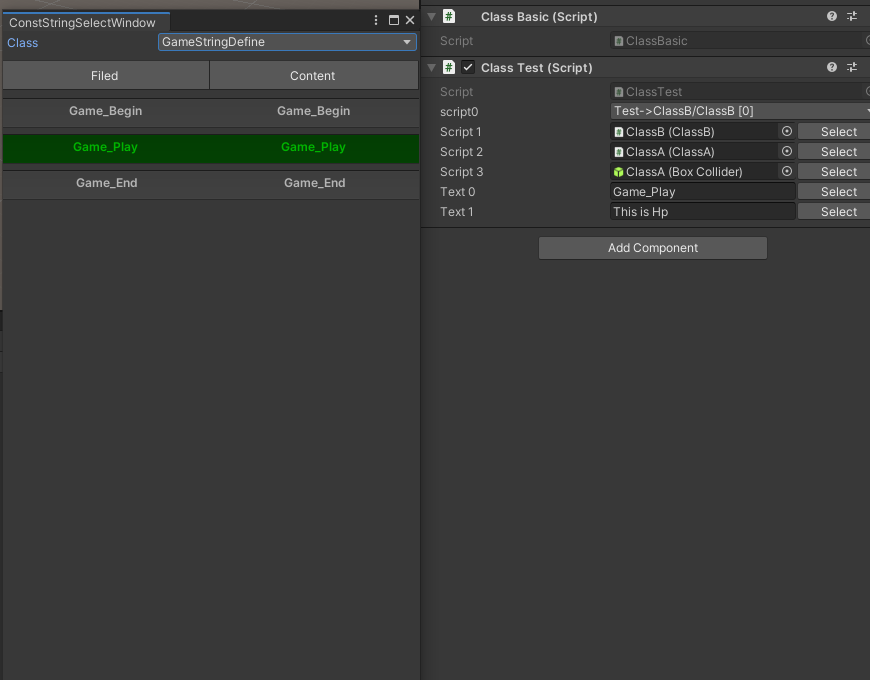 ConstStringSelectWindow
Class GameStringDefine
Filed Content
Game_Begin Game_Begin
Game_Play Game_Play
Game_End Game_End
Class Basic (Script)
Script ClassBasic
Class Test (Script)
Script ClassTest
script0 Test->ClassB/ClassB [0]
Script 1 ClassB (ClassB) Select
Script 2 ClassA (ClassA) Select
Script 3 ClassA (Box Collider) Select
Text 0 Game_Play Select
Text 1 This is Hp Select
Add Component